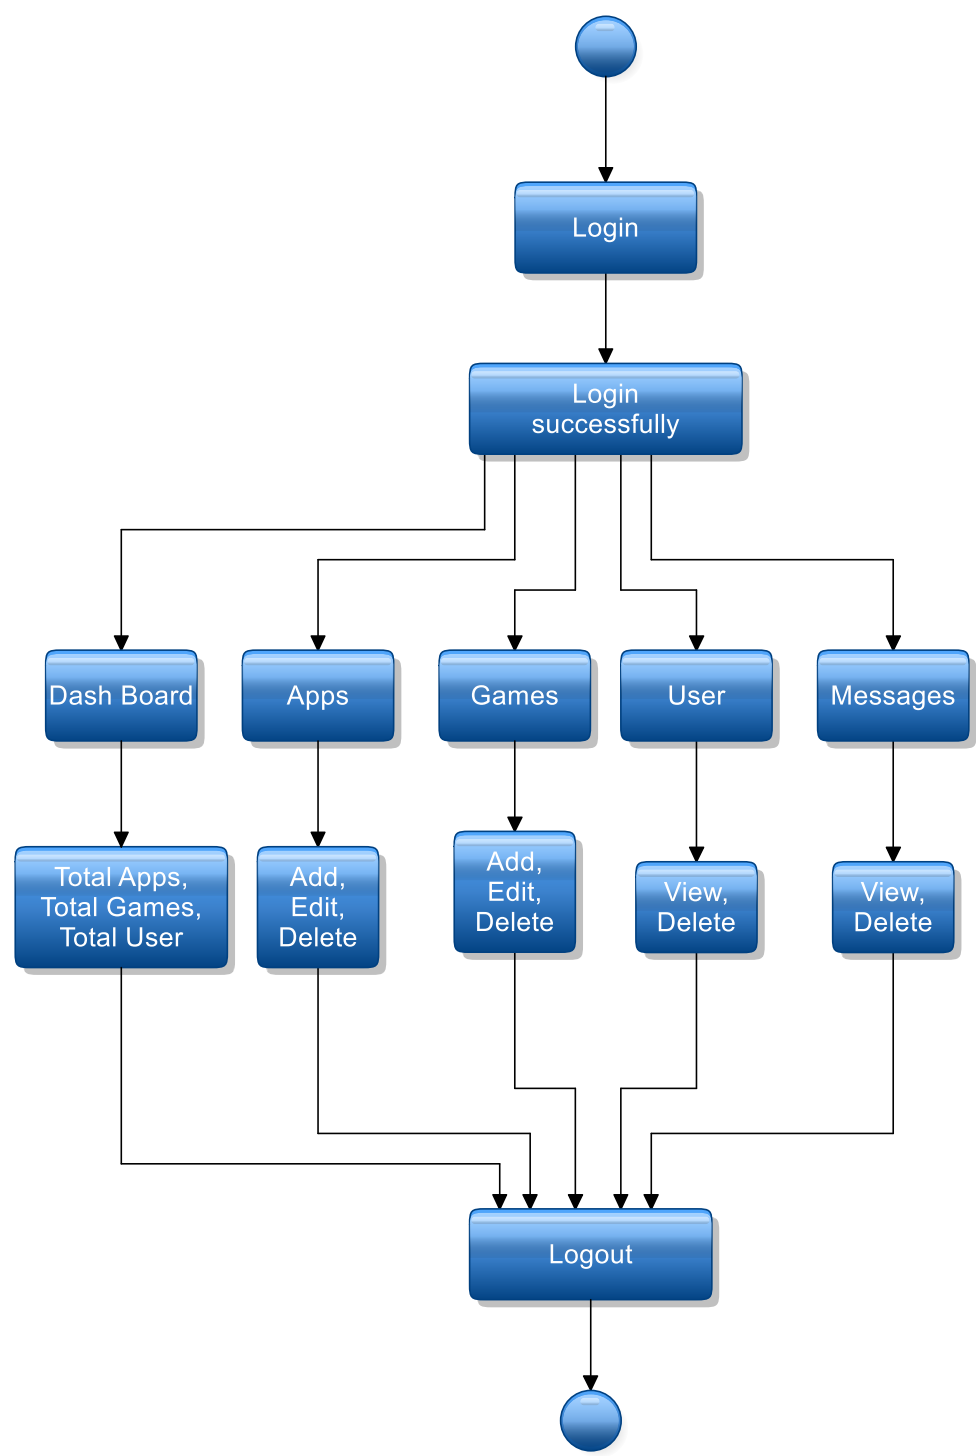 Login
Login
successfully
Dash Board
Apps
Games
User
Messages
Total Apps,
Total Games,
Total User
Add,
Edit,
Delete
Add,
Edit,
Delete
View,
Delete
View,
Delete
Logout